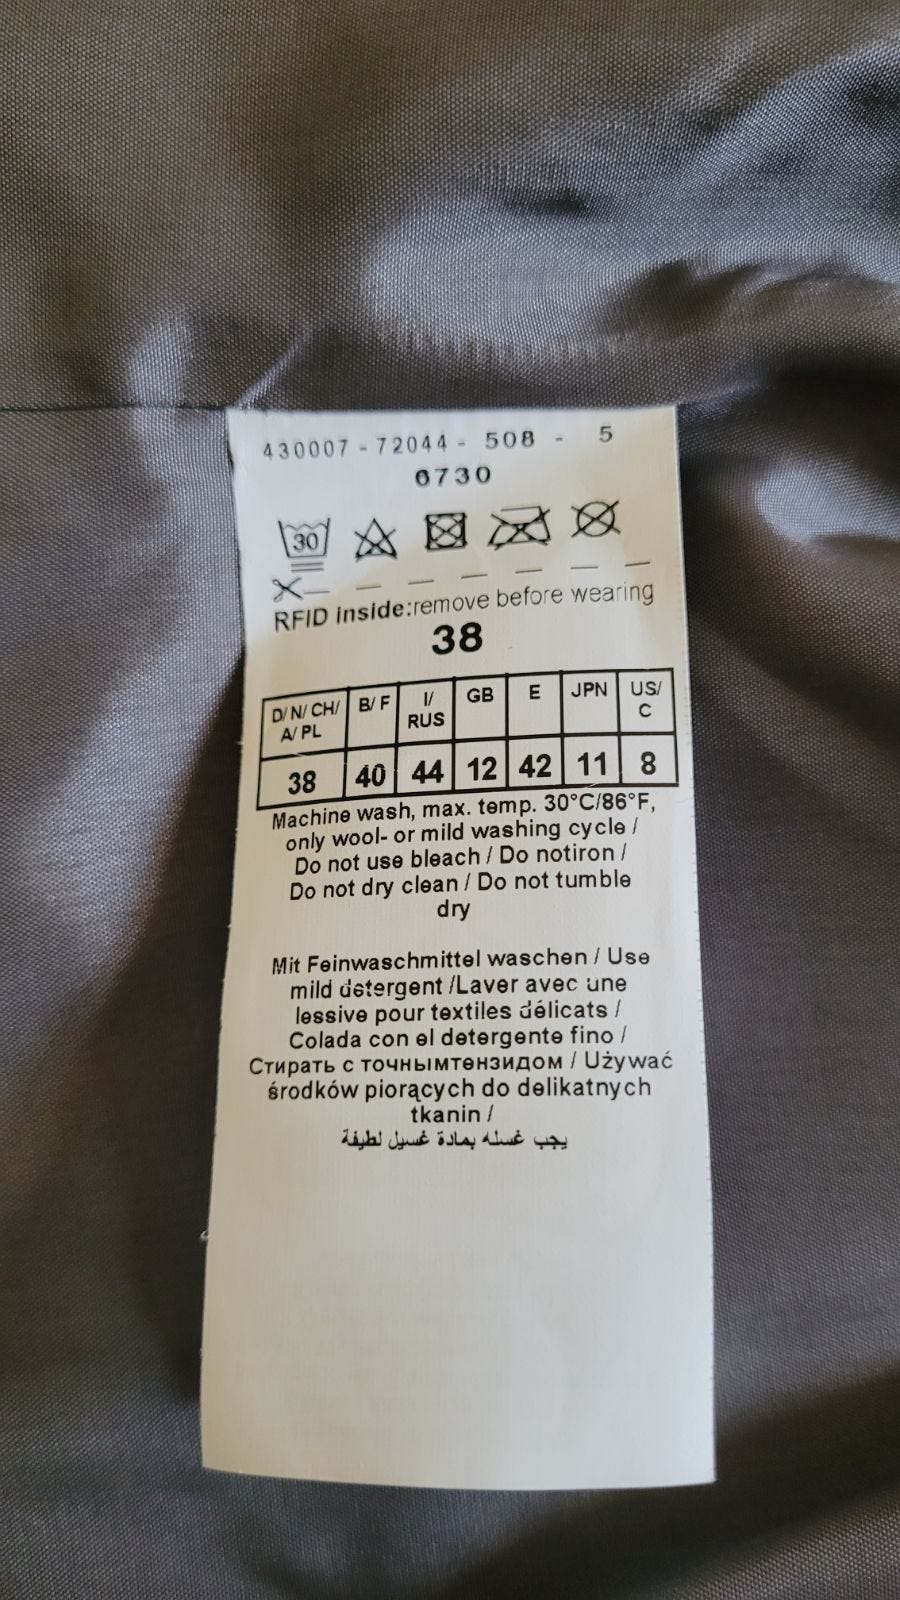 430007 - 72044 - 508 - 5
6730
30
RFID inside:remove before wearing
38
D/ N/ CH/ A/ PL B/ F I/ RUS GB E JPN US/ C
38 40 44 12 42 11 8
Machine wash, max. temp. 30°C/86°F,
only wool- or mild washing cycle /
Do not use bleach / Do notiron /
Do not dry clean / Do not tumble
dry
Mit Feinwaschmittel waschen / Use
mild detergent /Laver avec une
lessive pour textiles délicats /
Colada con el detergente fino /
Стирать с точнымтензидом / Używać
środków piorących do delikatnych
tkanin /
يجب غسله بمادة غسيل لطيفة